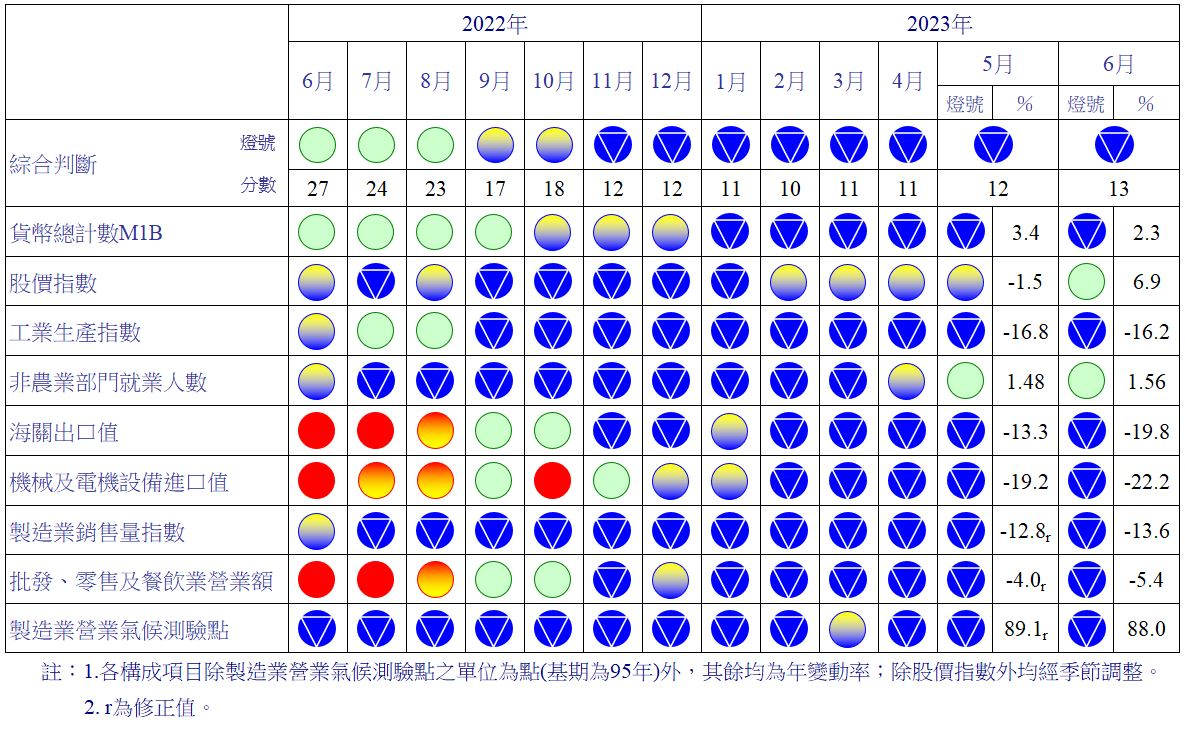 2022年 2023年
6月 7月 8月 9月 10月 11月 12月 1月 2月 3月 4月 5月 6月
燈號 % 燈號 %
綜合判斷 燈號
分數 27 24 23 17 18 12 12 11 10 11 11 12 13
貨幣總計數M1B 3.4 2.3
股價指數 -1.5 6.9
工業生產指數 -16.8 -16.2
非農業部門就業人數 1.48 1.56
海關出口值 -13.3 -19.8
機械及電機設備進口值 -19.2 -22.2
製造業銷售量指數 -12.8r -13.6
批發、零售及餐飲業營業額 -4.0r -5.4
製造業營業氣候測驗點 89.1r 88.0
註：1.各構成項目除製造業營業氣候測驗點之單位為點(基期為95年)外，其餘均為年變動率；除股價指數外均經季節調整。
2. r為修正值。